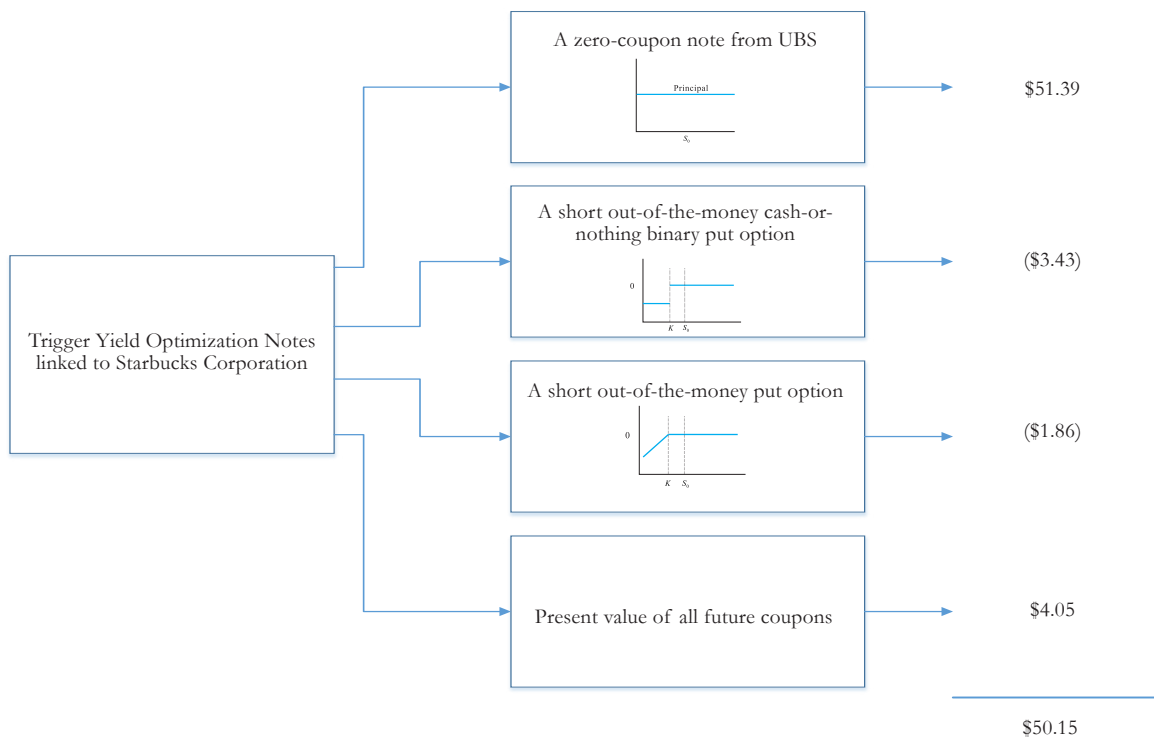 A zero-coupon note from UBS
Principal
S0
$51.39
A short out-of-the-money cash-or-
nothing binary put option
0
K S0
($3.43)
Trigger Yield Optimization Notes
linked to Starbucks Corporation
A short out-of-the-money put option
0
K S0
($1.86)
Present value of all future coupons
$4.05
$50.15